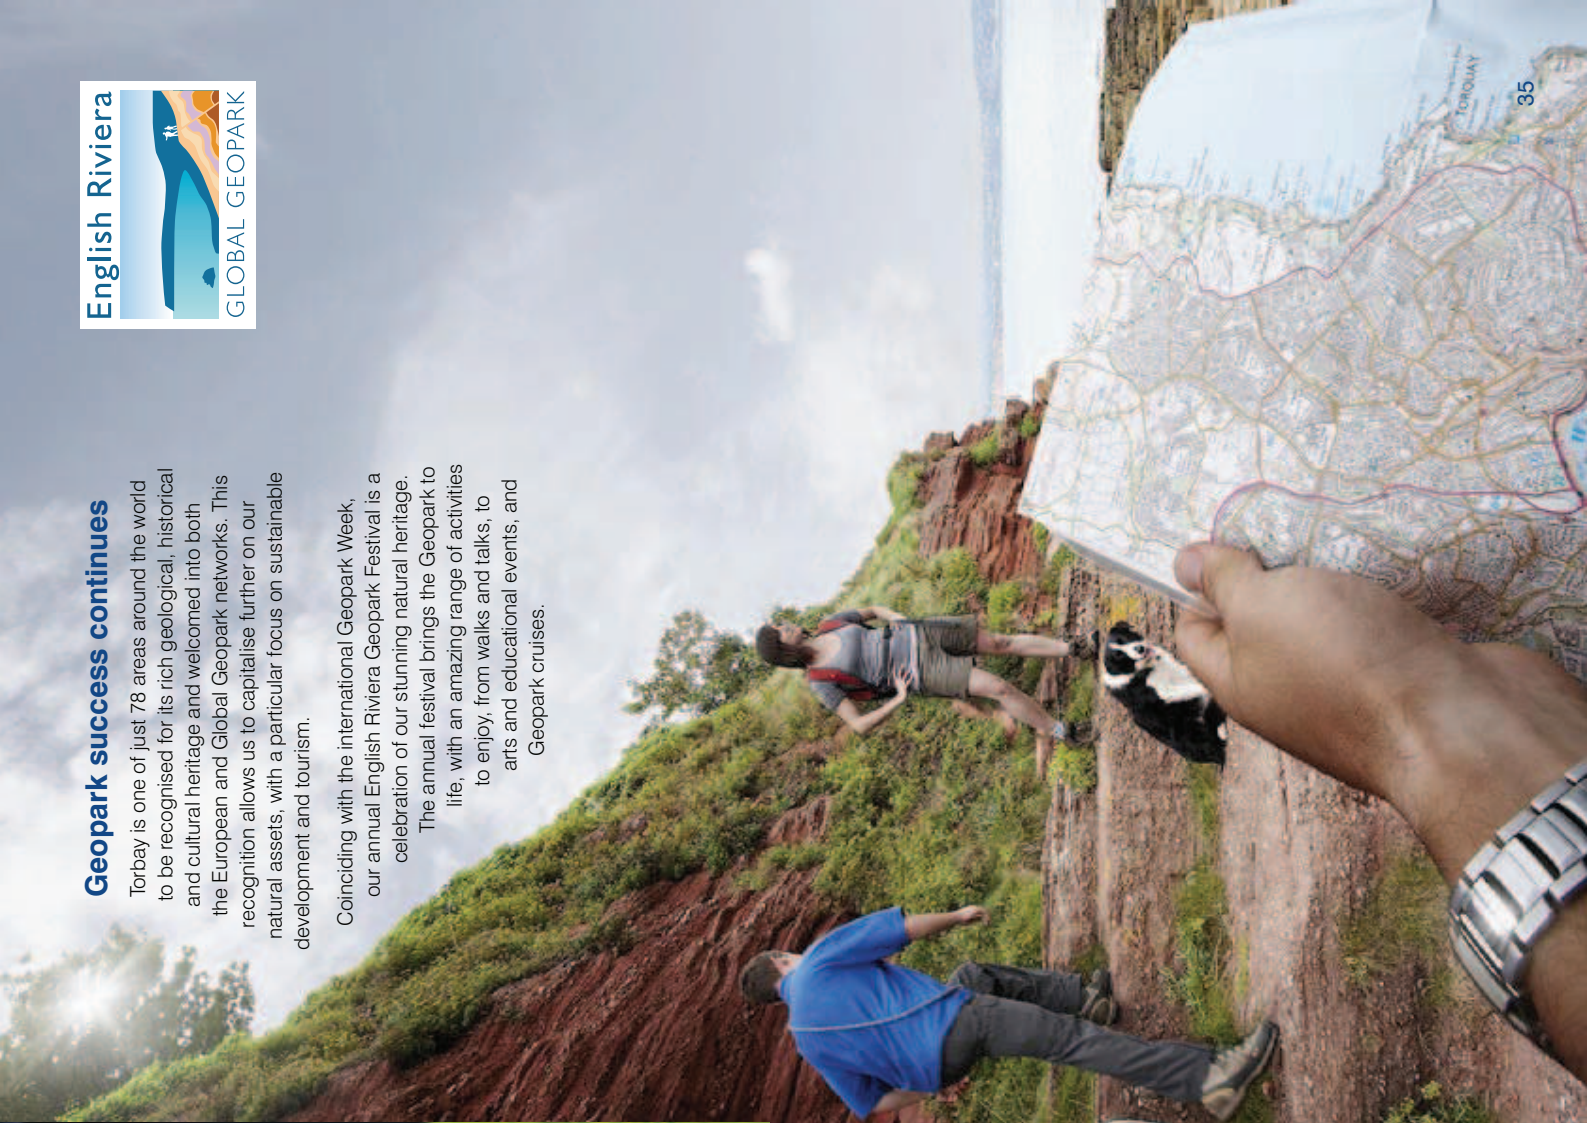 Geopark success continues
Torbay is one of just 78 areas around the world
to be recognised for its rich geological, historical
and cultural heritage and welcomed into both
the European and Global Geopark networks. This
recognition allows us to capitalise further on our
natural assets, with a particular focus on sustainable
development and tourism.
Coinciding with the international Geopark Week,
our annual English Riviera Geopark Festival is a
celebration of our stunning natural heritage.
The annual festival brings the Geopark to
life, with an amazing range of activities
to enjoy, from walks and talks, to
arts and educational events, and
Geopark cruises.
English Riviera
GLOBAL GEOPARK
TORQUAY
35